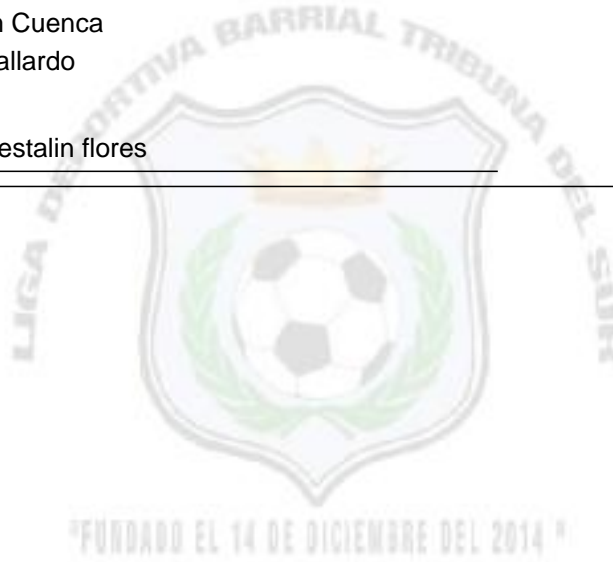 n Cuenca
allardo
estalin flores
LIGA DEPORTIVA BARRIAL TRIBUNA DEL SUR
"FUNDADO EL 14 DE DICIEMBRE DEL 2014 "